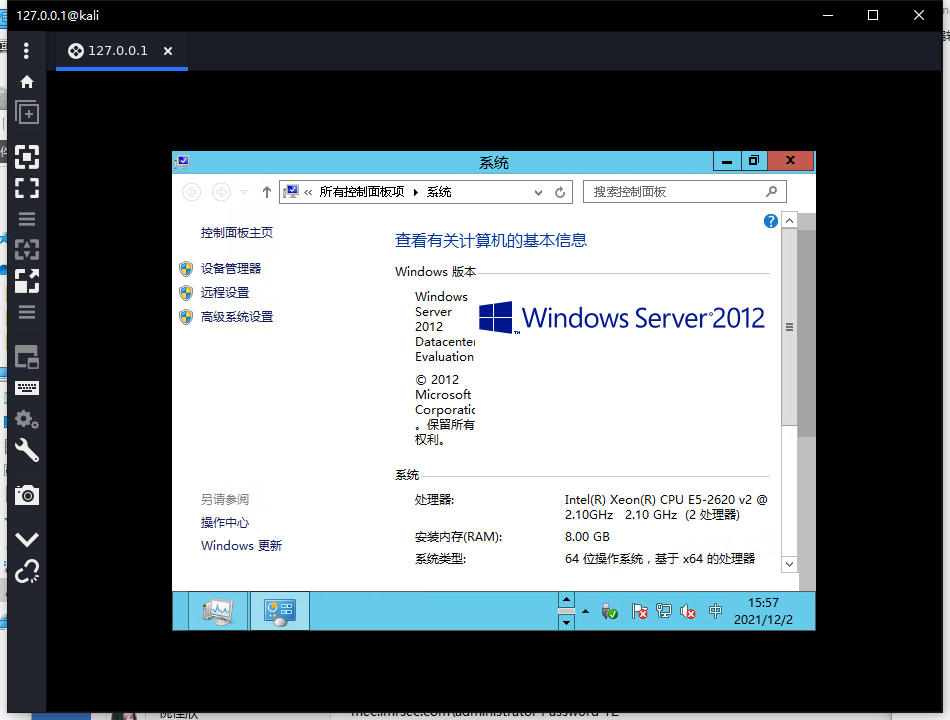 127.0.0.1@kali
127.0.0.1
系统
« 所有控制面板项 系统
搜索控制面板
控制面板主页
设备管理器
远程设置
高级系统设置
查看有关计算机的基本信息
Windows 版本
Windows
Server
2012
Datacenter
Evaluation
Windows Server 2012
© 2012
Microsoft
Corporatic
。保留所有
权利。
系统
处理器:
Intel(R) Xeon(R) CPU E5-2620 v2 @
2.10GHz 2.10 GHz (2 处理器)
安装内存(RAM):
8.00 GB
系统类型:
64 位操作系统，基于 x64 的处理器
另请参阅
操作中心
Windows 更新
中
15:57
2021/12/2